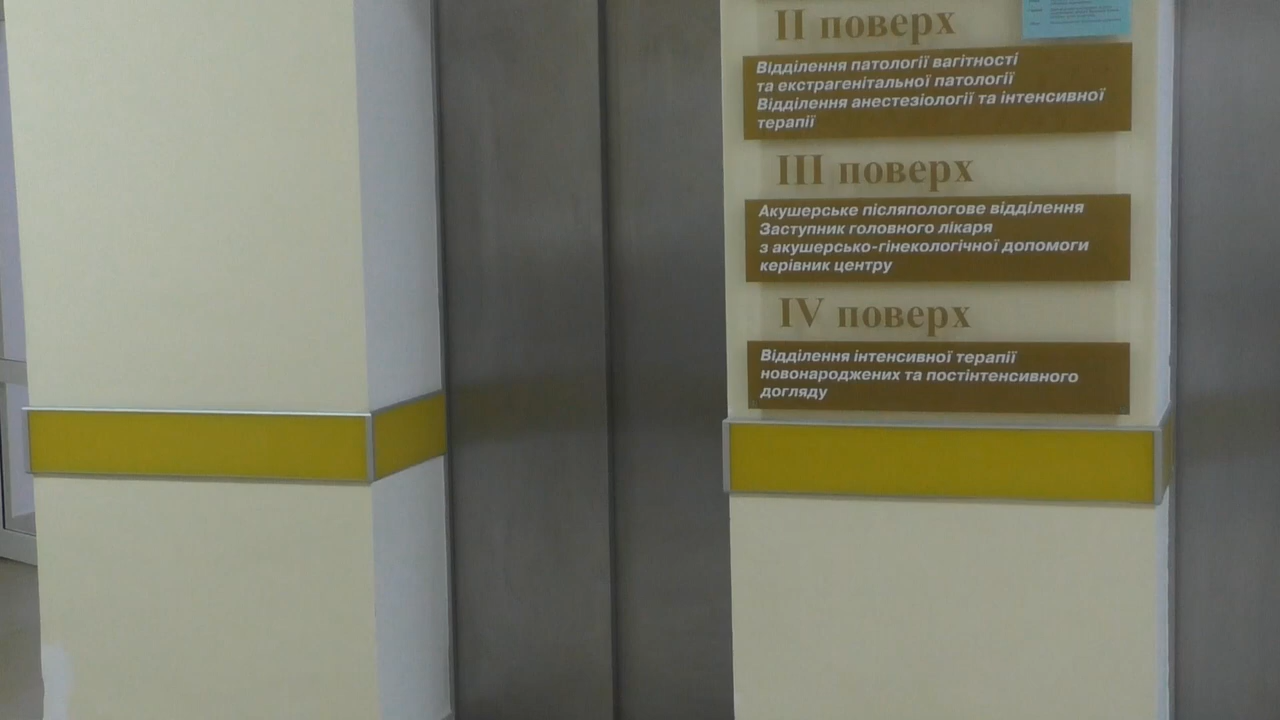 II поверх
Відділення патології вагітності
та екстрагенітальної патології
Відділення анестезіології та інтенсивної
терапії
III поверх
Акушерське післяпологове відділення
Заступник головного лікаря
з акушерсько-гінекологічної допомоги
керівник центру
IV поверх
Відділення інтенсивної терапії
новонароджених та постінтенсивного
догляду